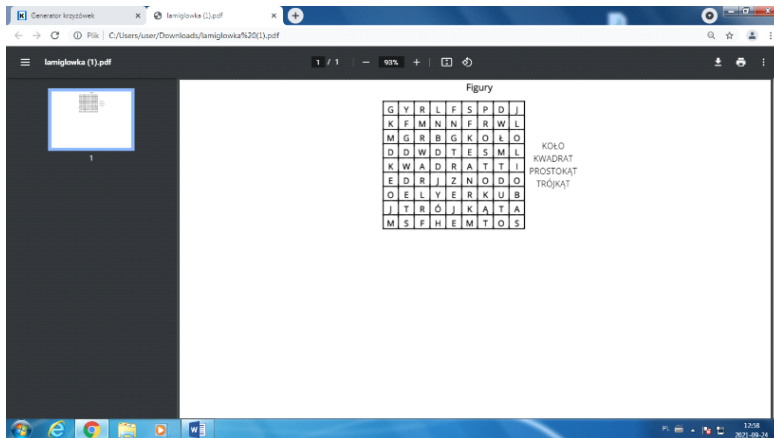 Generator krzyżówek
lamiglowka (1).pdf
Plik C:/Users/user/Downloads/lamiglowka%20(1).pdf
lamiglowka (1).pdf 1 / 1 93%
1
Figury
G Y R L F S P D J
K F M N N F R W L
M G R B G K O Ł O
D D W D T E S M L
K W A D R A T T I
E D R J Z N O D O
O E L Y E R K U B
J T R Ó J K Ą T A
M S F H E M T O S
KOŁO
KWADRAT
PROSTOKĄT
TRÓJKĄT
PL 12:58
2021-09-24